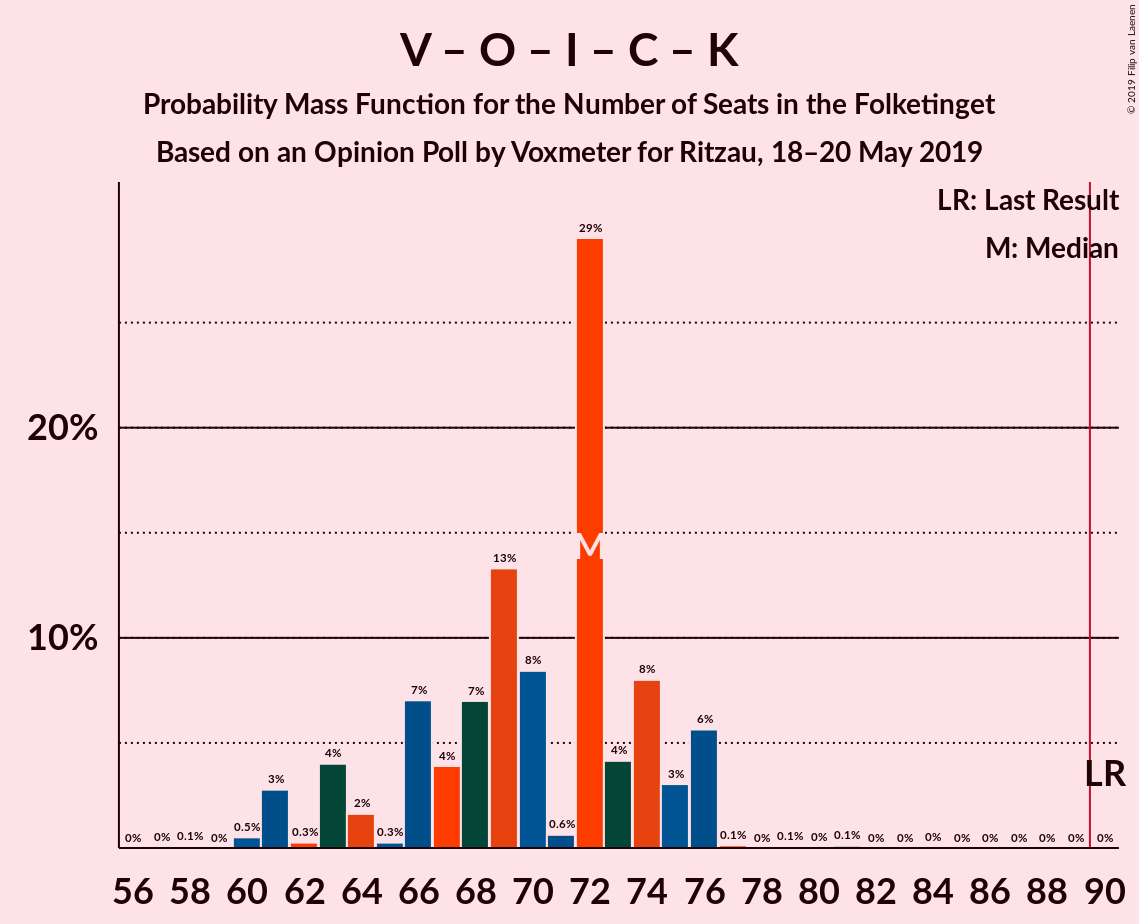 V – O – I – C – K
Probability Mass Function for the Number of Seats in the Folketinget
Based on an Opinion Poll by Voxmeter for Ritzau, 18–20 May 2019
© 2019 Filip van Laenen
LR: Last Result
M: Median
20%
10%
0% 0% 0.1% 0% 0.5% 3% 0.3% 4% 2% 0.3% 7% 4% 7% 13% 8% 0.6% 29% 4% 8% 3% 6% 0.1% 0% 0.1% 0% 0.1% 0% 0% 0% 0% 0% 0% 0% 0% 0%
M
LR
56 58 60 62 64 66 68 70 72 74 76 78 80 82 84 86 88 90